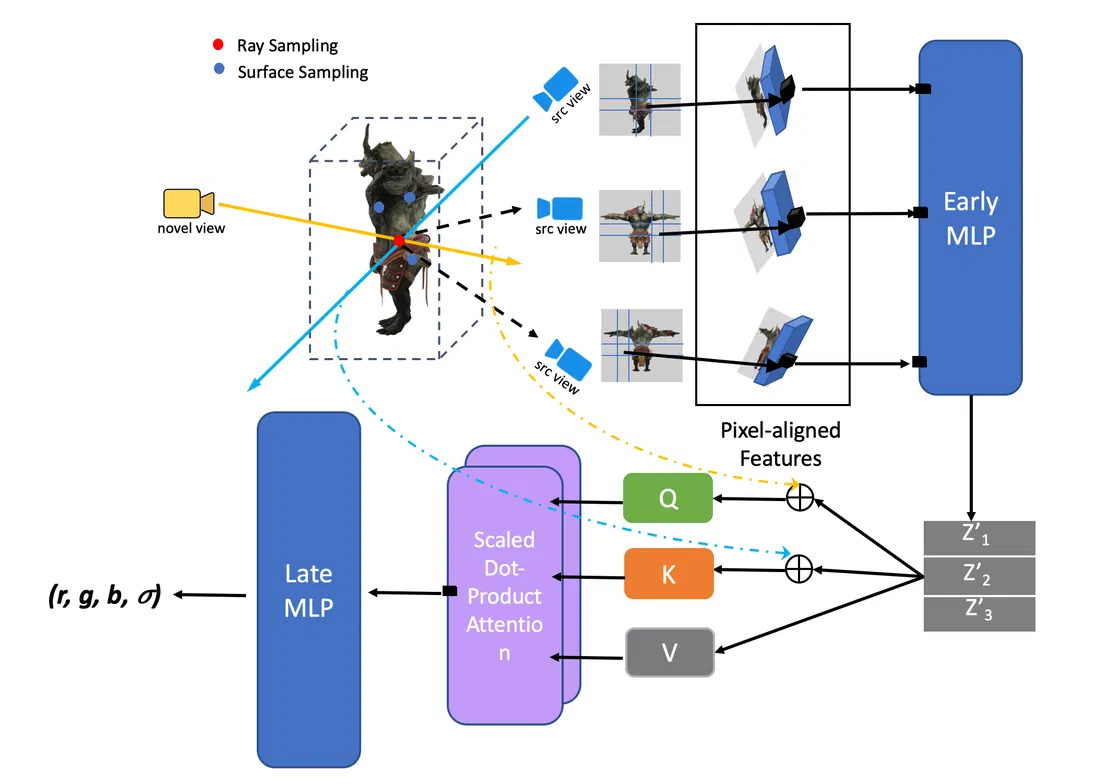 Ray Sampling
Surface Sampling
novel view
src view
src view
src view
Pixel-aligned
Features
Early
MLP
Z’1
Z’2
Z’3
Q
K
V
Scaled
Dot-
Product
Attentio
n
Late
MLP
(r, g, b, σ)